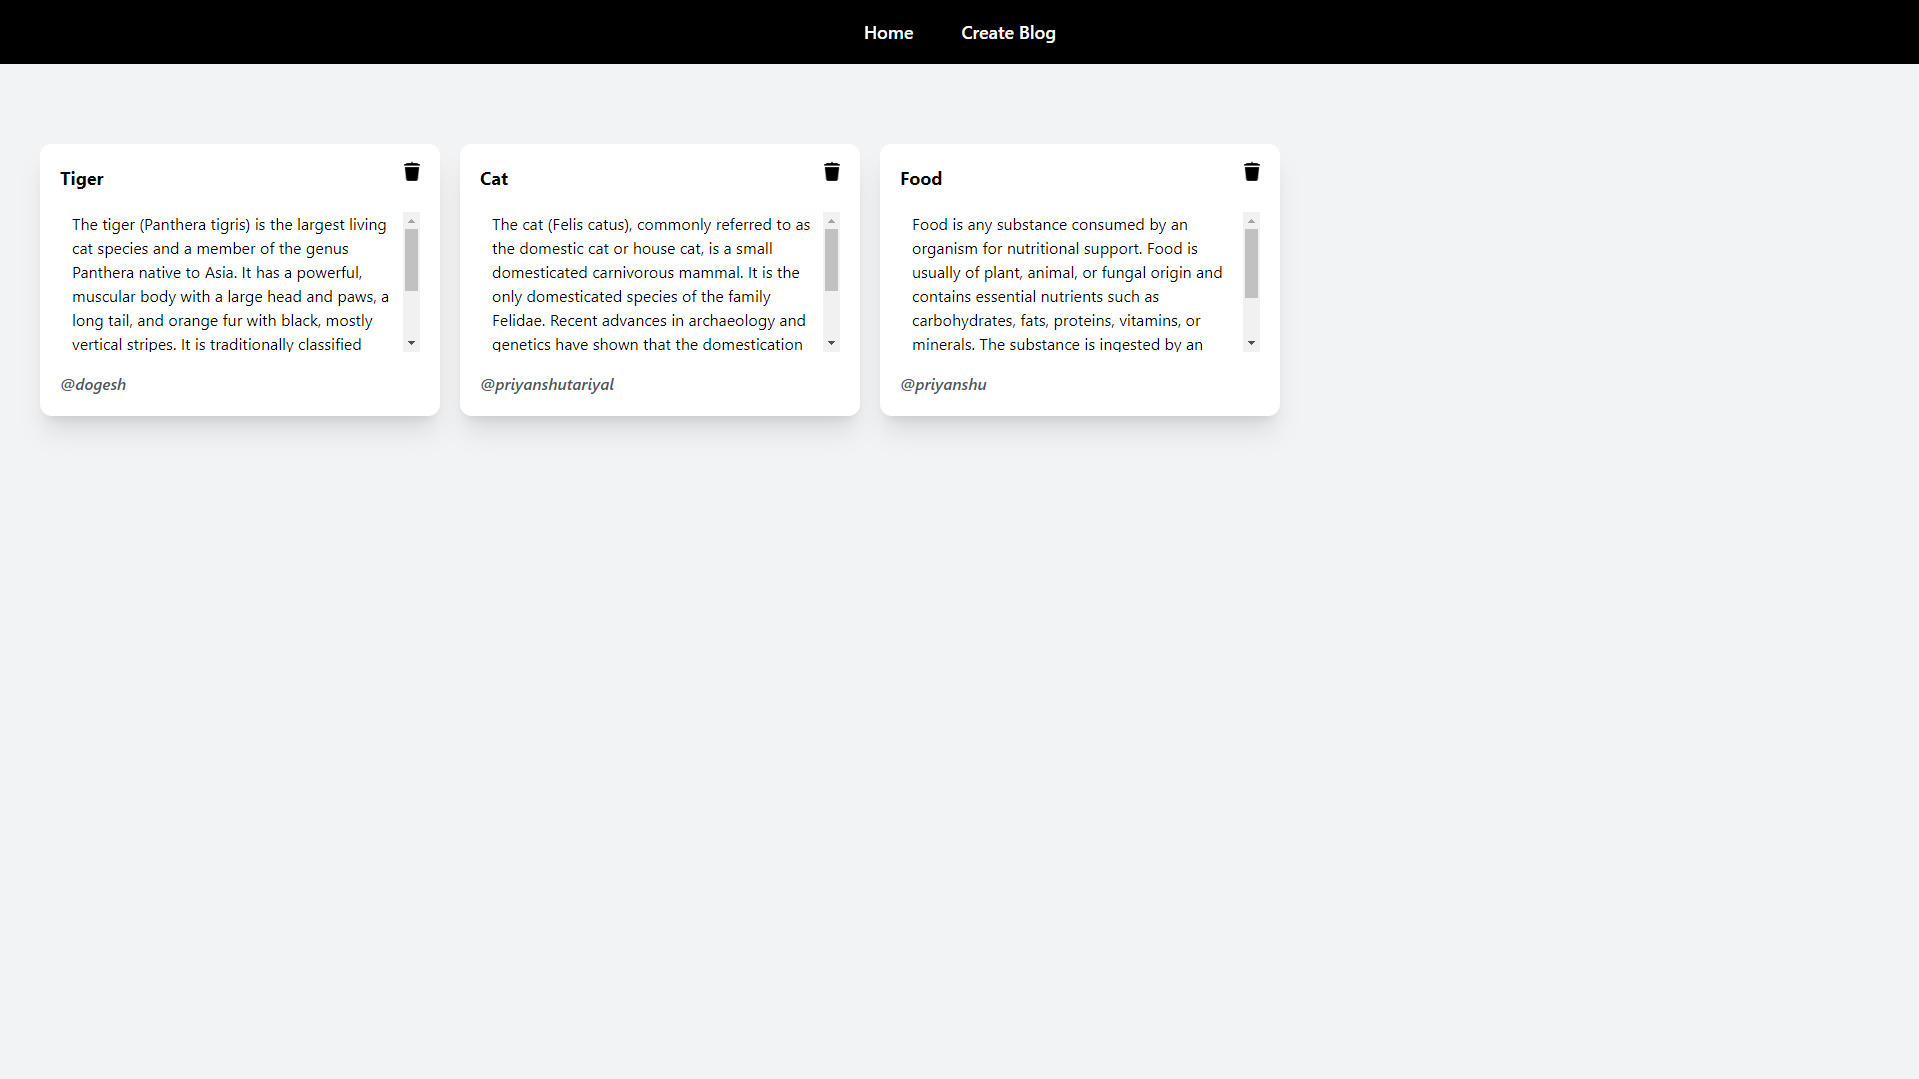 Home Create Blog
Tiger
The tiger (Panthera tigris) is the largest living
cat species and a member of the genus
Panthera native to Asia. It has a powerful,
muscular body with a large head and paws, a
long tail, and orange fur with black, mostly
vertical stripes. It is traditionally classified
@dogesh
Cat
The cat (Felis catus), commonly referred to as
the domestic cat or house cat, is a small
domesticated carnivorous mammal. It is the
only domesticated species of the family
Felidae. Recent advances in archaeology and
genetics have shown that the domestication
@priyanshutariyal
Food
Food is any substance consumed by an
organism for nutritional support. Food is
usually of plant, animal, or fungal origin and
contains essential nutrients such as
carbohydrates, fats, proteins, vitamins, or
minerals. The substance is ingested by an
@priyanshu